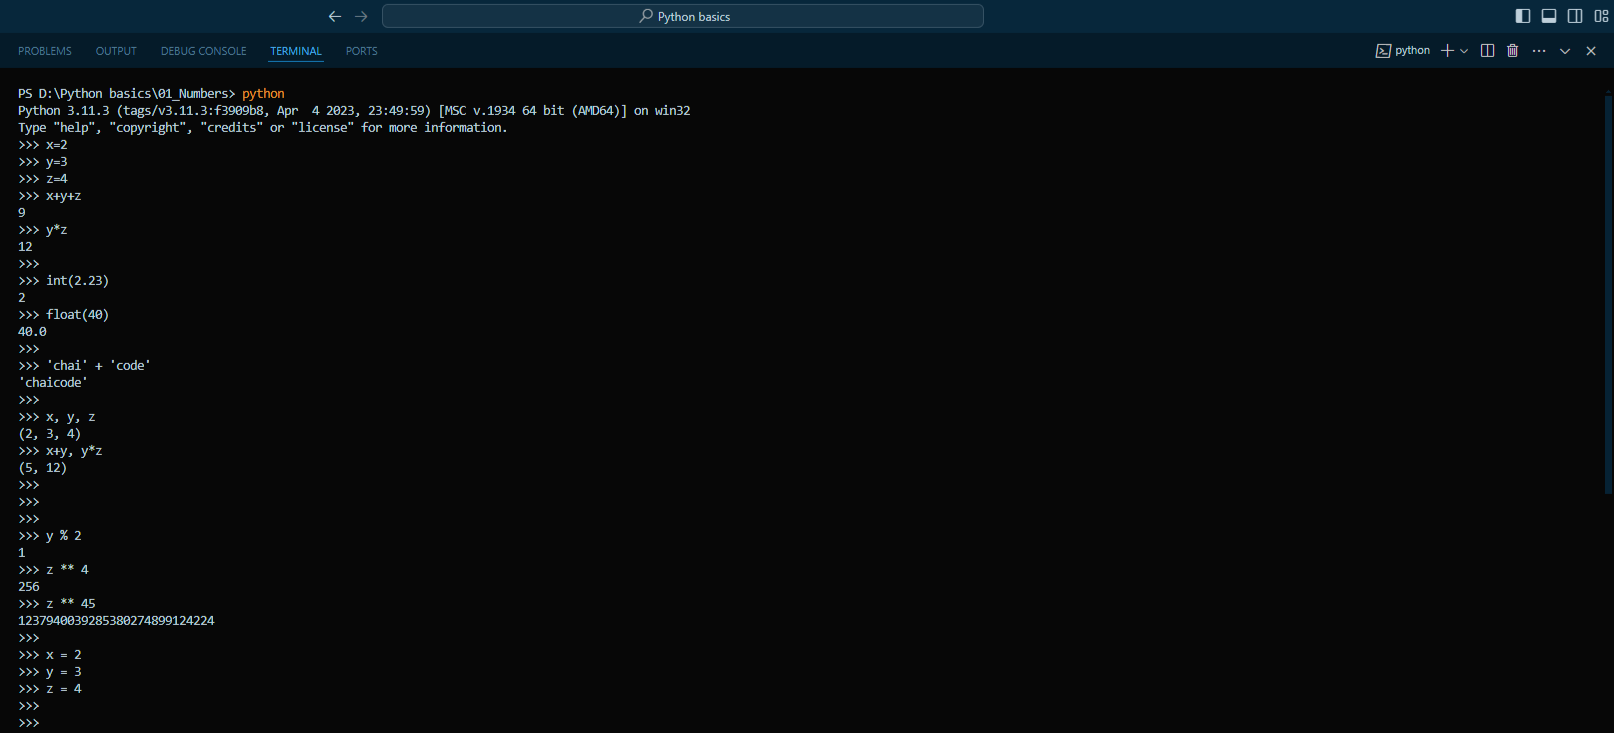 Python basics
PROBLEMS OUTPUT DEBUG CONSOLE TERMINAL PORTS python
PS D:\Python basics\01_Numbers> python
Python 3.11.3 (tags/v3.11.3:f3909b8, Apr  4 2023, 23:49:59) [MSC v.1934 64 bit (AMD64)] on win32
Type "help", "copyright", "credits" or "license" for more information.
>>> x=2
>>> y=3
>>> z=4
>>> x+y+z
9
>>> y*z
12
>>>
>>> int(2.23)
2
>>> float(40)
40.0
>>>
>>> 'chai' + 'code'
'chaicode'
>>>
>>> x, y, z
(2, 3, 4)
>>> x+y, y*z
(5, 12)
>>>
>>>
>>>
>>> y % 2
1
>>> z ** 4
256
>>> z ** 45
1237940039285380274899124224
>>>
>>> x = 2
>>> y = 3
>>> z = 4
>>>
>>>